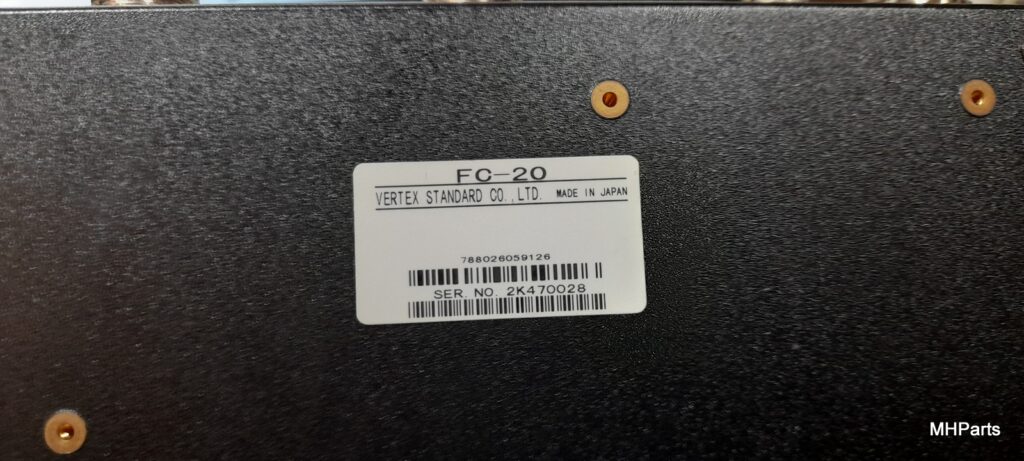 FC-20
VERTEX STANDARD CO.,LTD. MADE IN JAPAN
788026059126
SER. NO. 2K470028
MHParts